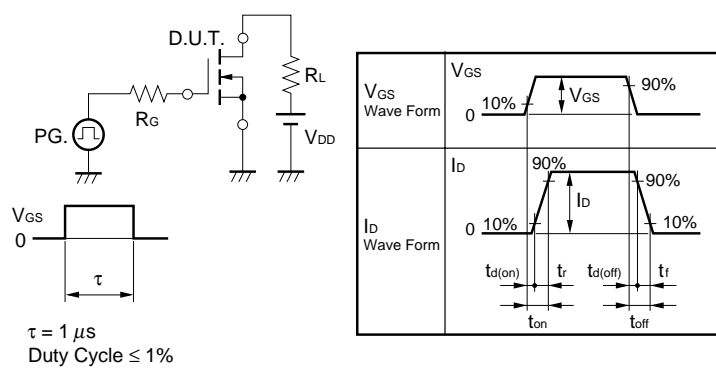 D.U.T.
RL
RG
PG.
VDD
VGS
0
τ
τ = 1 μs
Duty Cycle ≤ 1%
VGS
Wave Form
VGS
10%
0
VGS
90%
ID
Wave Form
ID
90%
90%
ID
10%
0
10%
td(on)
tr
td(off)
tf
ton
toff